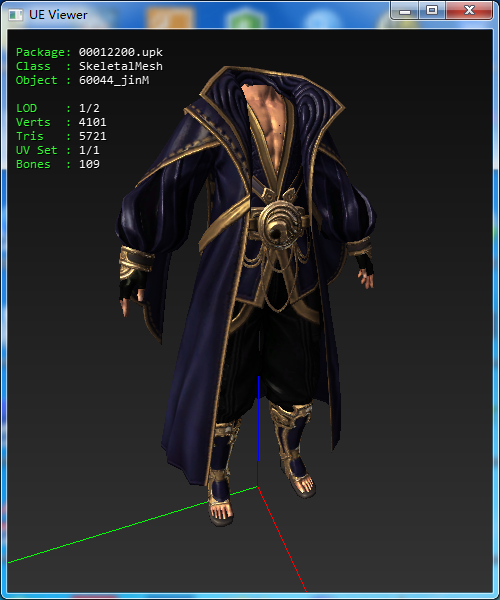 UE Viewer
Package: 00012200.upk
Class  : SkeletalMesh
Object : 60044_jinM
LOD    : 1/2
Verts  : 4101
Tris   : 5721
UV Set : 1/1
Bones  : 109